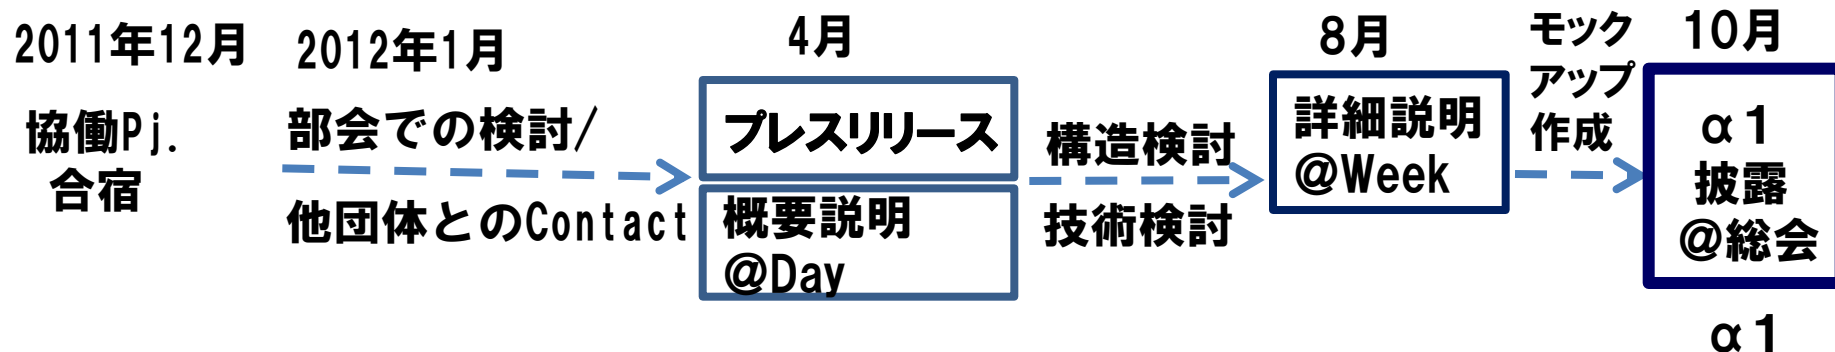 2011年12月
協働Pj.
合宿
2012年1月
部会での検討/
他団体とのContact
4月
プレスリリース
概要説明
@Day
構造検討
技術検討
8月
詳細説明
@Week
モック
アップ
作成
10月
α1
披露
@総会
α1